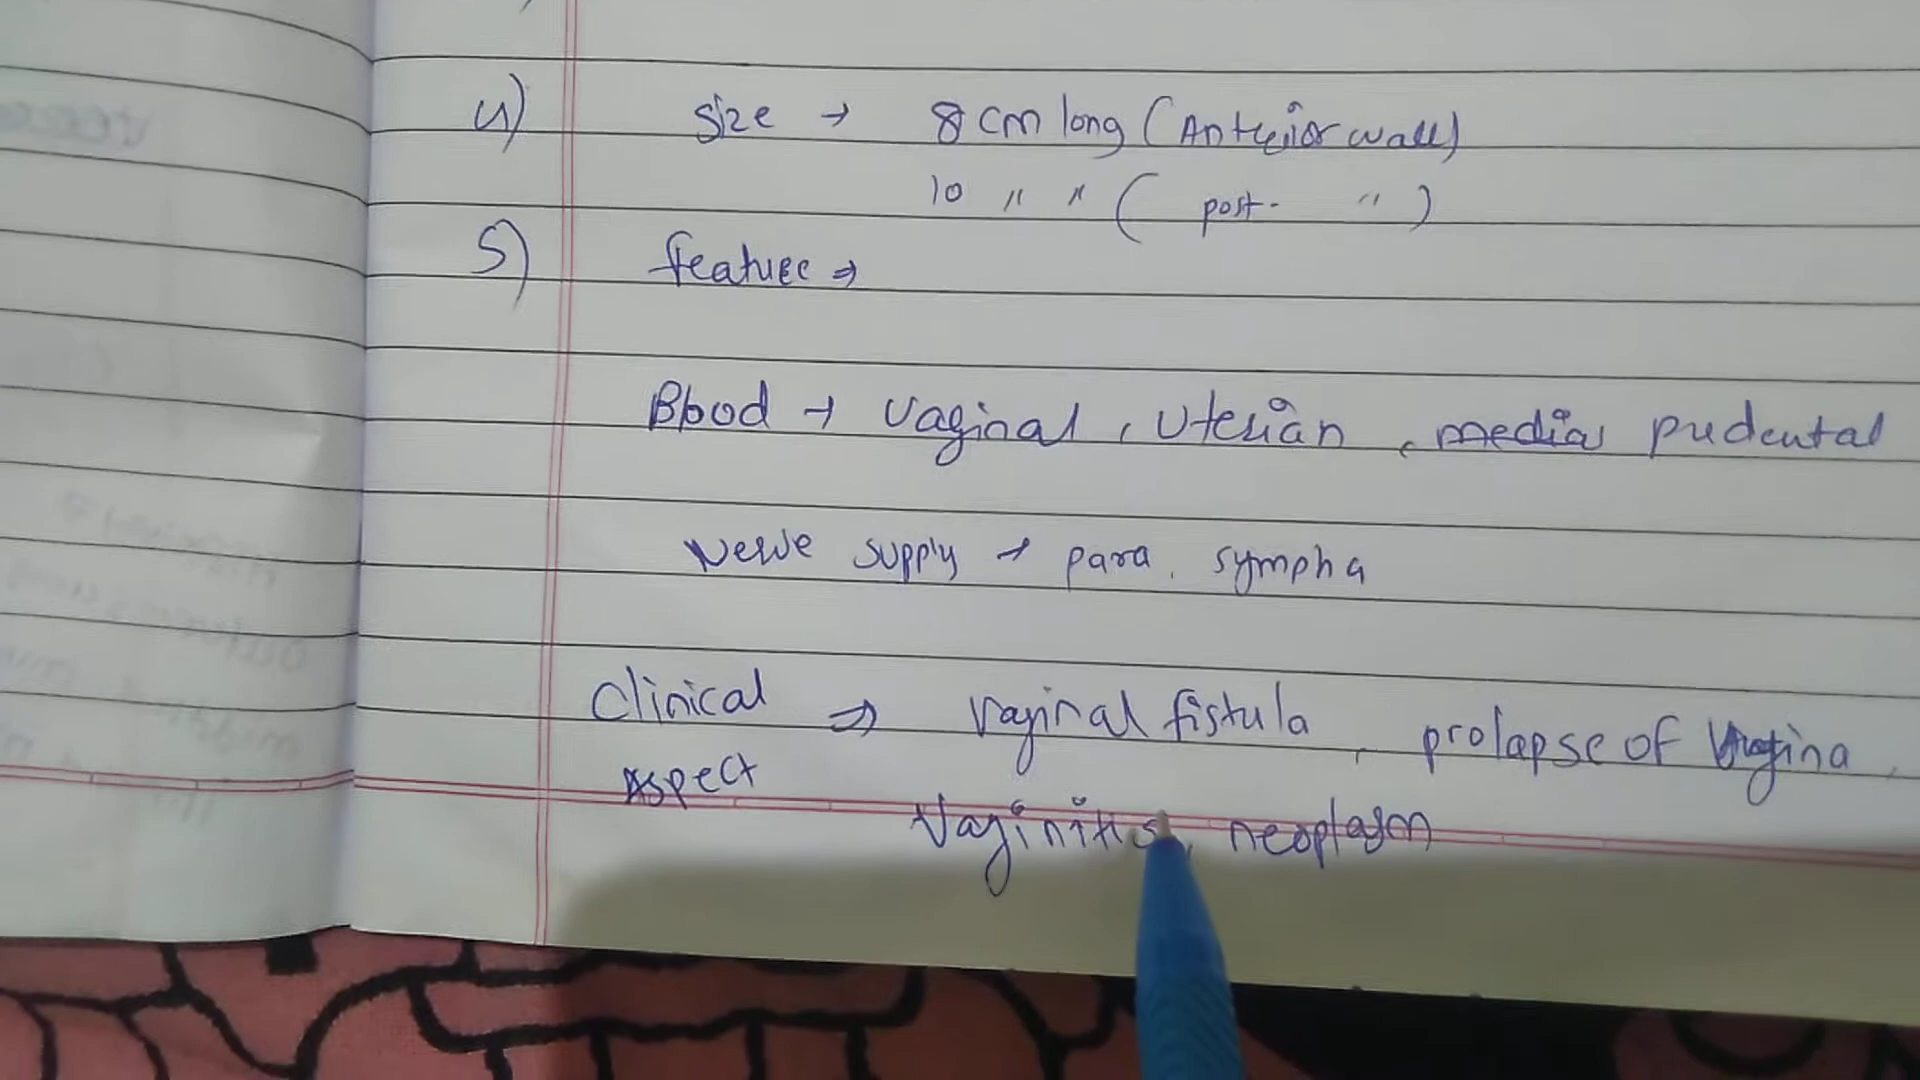 4) size → 8 cm long (Anterior wall)
10 " " ( post- " )
5) feature ⇒
Blood → Vaginal, Uterian, media pudental
Nerve supply → para, sympha
Clinical ⇒ vaginal fistula, prolapse of Vagina,
Aspect
Vaginitis, neoplasm